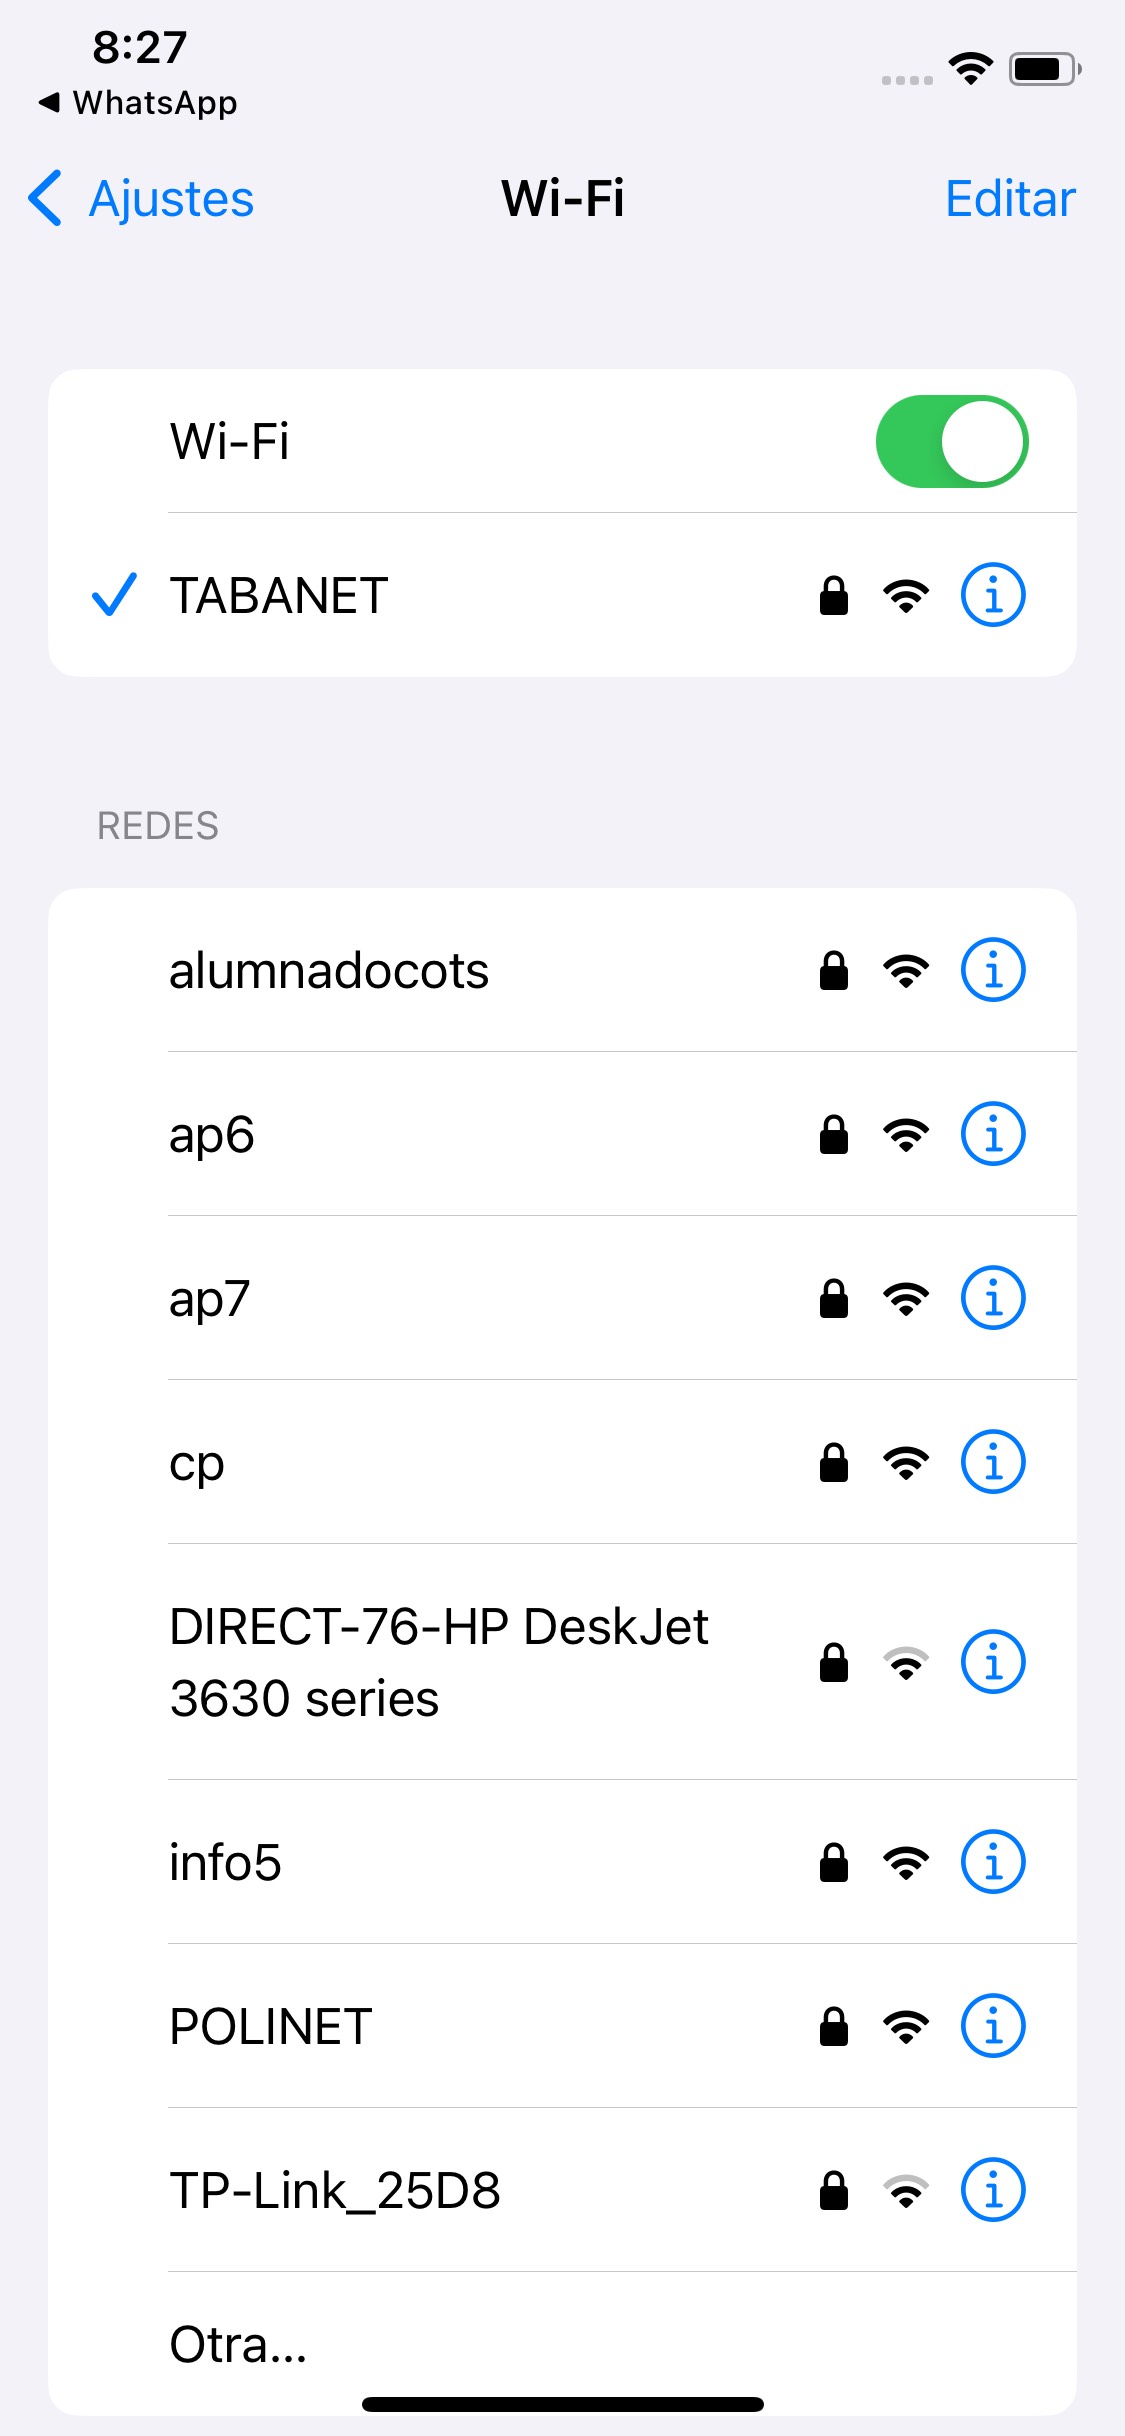 8:27
WhatsApp
Ajustes
Wi-Fi
Editar
Wi-Fi
TABANET
REDES
alumnadocots
ap6
ap7
cp
DIRECT-76-HP DeskJet
3630 series
info5
POLINET
TP-Link_25D8
Otra...